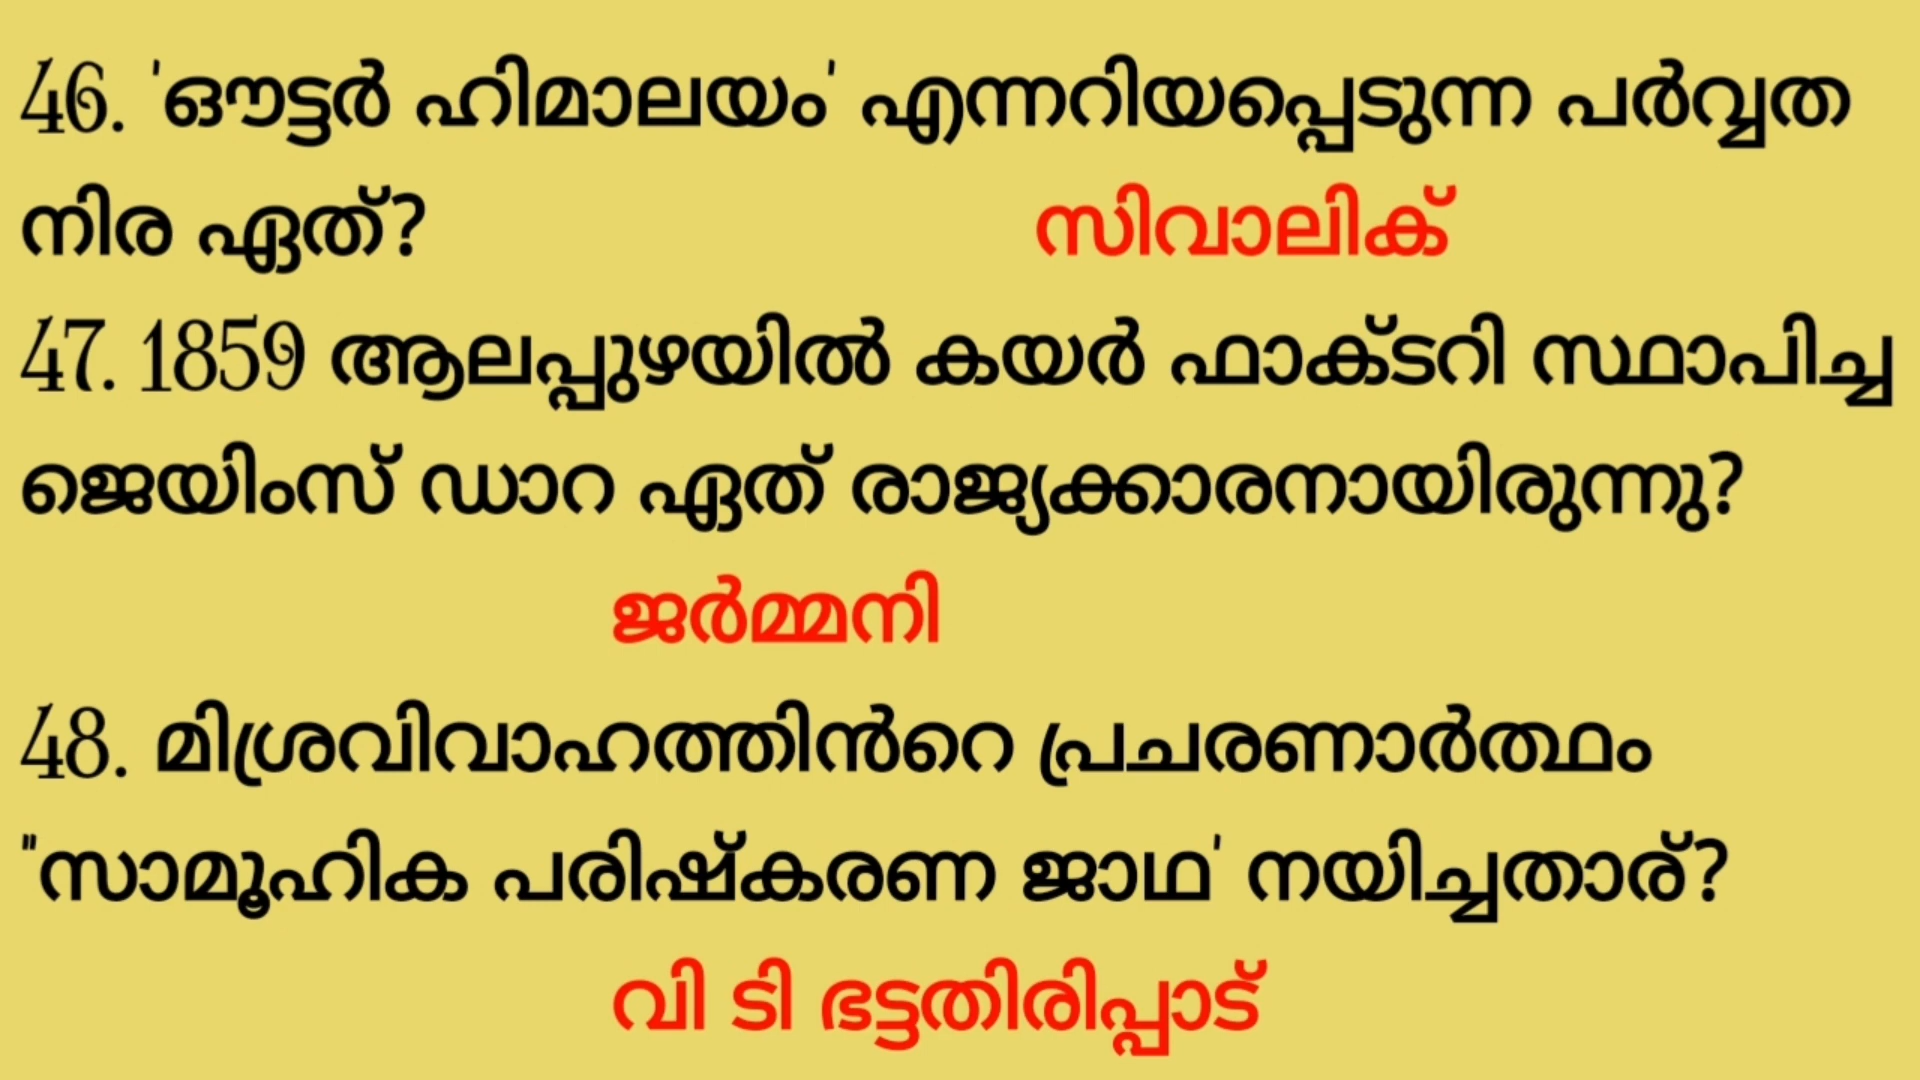 46. 'ഔട്ടർ ഹിമാലയം' എന്നറിയപ്പെടുന്ന പർവ്വത
നിര ഏത്? സിവാലിക്
47. 1859 ആലപ്പുഴയിൽ കയർ ഫാക്ടറി സ്ഥാപിച്ച
ജെയിംസ് ഡാറ ഏത് രാജ്യക്കാരനായിരുന്നു?
ജർമ്മനി
48. മിശ്രവിവാഹത്തിൻറെ പ്രചരണാർത്ഥം
"സാമൂഹിക പരിഷ്കരണ ജാഥ' നയിച്ചതാര്?
വി ടി ഭട്ടതിരിപ്പാട്